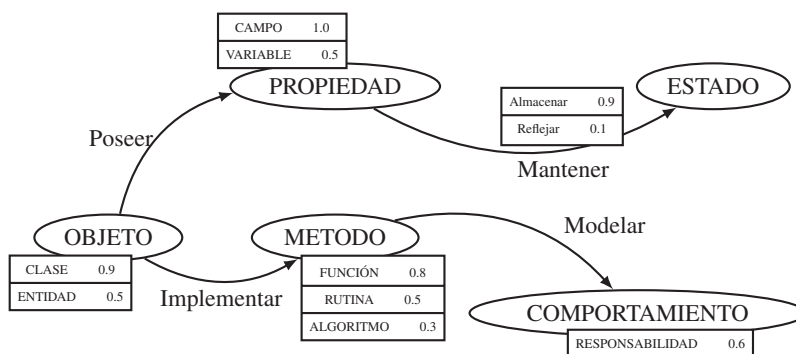 CAMPO 1.0
VARIABLE 0.5
PROPIEDAD
ESTADO
Almacenar 0.9
Reflejar 0.1
Poseer
Mantener
OBJETO
CLASE 0.9
ENTIDAD 0.5
Implementar
METODO
FUNCIÓN 0.8
RUTINA 0.5
ALGORITMO 0.3
Modelar
COMPORTAMIENTO
RESPONSABILIDAD 0.6